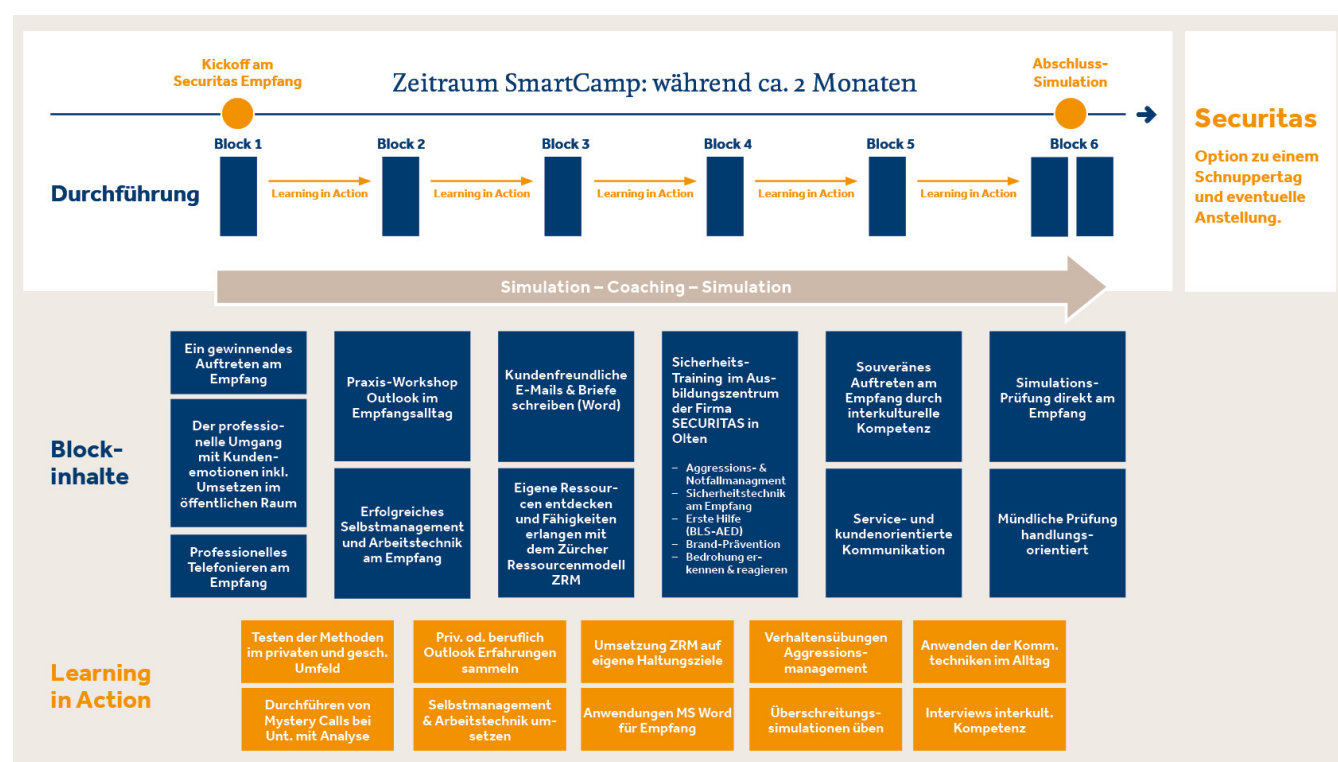 Kickoff am
Securitas Empfang
Zeitraum SmartCamp: während ca. 2 Monaten
Abschluss-
Simulation
Block 1
Block 2
Block 3
Block 4
Block 5
Block 6
Durchführung
Learning in Action
Learning in Action
Learning in Action
Learning in Action
Learning in Action
Securitas
Option zu einem
Schnuppertag
und eventuelle
Anstellung.
Simulation – Coaching – Simulation
Block-
inhalte
Ein gewinnendes
Auftreten am
Empfang
Der professio-
nelle Umgang
mit Kunden-
emotionen inkl.
Umsetzen im
öffentlichen Raum
Professionelles
Telefonieren am
Empfang
Praxis-Workshop
Outlook im
Empfangsalltag
Erfolgreiches
Selbstmanagement
und Arbeitstechnik
am Empfang
Kundenfreundliche
E-Mails & Briefe
schreiben (Word)
Eigene Ressour-
cen entdecken
und Fähigkeiten
erlangen mit
dem Zürcher
Ressourcenmodell
ZRM
Sicherheits-
Training im Aus-
bildungszentrum
der Firma
SECURITAS in
Olten
– Aggressions- &
Notfallmanagment
– Sicherheitstechnik
am Empfang
– Erste Hilfe
(BLS-AED)
– Brand-Prävention
– Bedrohung er-
kennen & reagieren
Souveränes
Auftreten am
Empfang durch
interkulturelle
Kompetenz
Service- und
kundenorientierte
Kommunikation
Simulations-
Prüfung direkt am
Empfang
Mündliche Prüfung
handlungs-
orientiert
Learning
in Action
Testen der Methoden
im privaten und gesch.
Umfeld
Durchführen von
Mystery Calls bei
Unt. mit Analyse
Priv. od. beruflich
Outlook Erfahrungen
sammeln
Selbstmanagement
& Arbeitstechnik um-
setzen
Umsetzung ZRM auf
eigene Haltungsziele
Anwendungen MS Word
für Empfang
Verhaltensübungen
Aggressions-
management
Überschreitungs-
simulationen üben
Anwenden der Komm.
techniken im Alltag
Interviews interkult.
Kompetenz